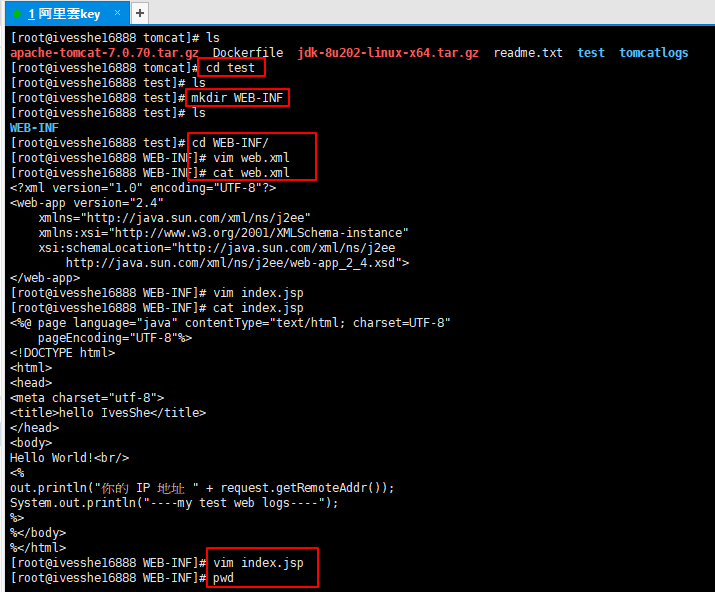 1 阿里雲key × +
[root@ivesshe16888 tomcat]# ls
apache-tomcat-7.0.70.tar.gz  Dockerfile  jdk-8u202-linux-x64.tar.gz  readme.txt  test  tomcatlogs
[root@ivesshe16888 tomcat]# cd test
[root@ivesshe16888 test]# ls
[root@ivesshe16888 test]# mkdir WEB-INF
[root@ivesshe16888 test]# ls
WEB-INF
[root@ivesshe16888 test]# cd WEB-INF/
[root@ivesshe16888 WEB-INF]# vim web.xml
[root@ivesshe16888 WEB-INF]# cat web.xml
<?xml version="1.0" encoding="UTF-8"?>
<web-app version="2.4"
    xmlns="http://java.sun.com/xml/ns/j2ee"
    xmlns:xsi="http://www.w3.org/2001/XMLSchema-instance"
    xsi:schemaLocation="http://java.sun.com/xml/ns/j2ee
        http://java.sun.com/xml/ns/j2ee/web-app_2_4.xsd">
</web-app>
[root@ivesshe16888 WEB-INF]# vim index.jsp
[root@ivesshe16888 WEB-INF]# cat index.jsp
<%@ page language="java" contentType="text/html; charset=UTF-8"
    pageEncoding="UTF-8"%>
<!DOCTYPE html>
<html>
<head>
<meta charset="utf-8">
<title>hello IvesShe</title>
</head>
<body>
Hello World!<br/>
<%
out.println("你的 IP 地址 " + request.getRemoteAddr());
System.out.println("----my test web logs----");
%>
%</body>
%</html>
[root@ivesshe16888 WEB-INF]# vim index.jsp
[root@ivesshe16888 WEB-INF]# pwd